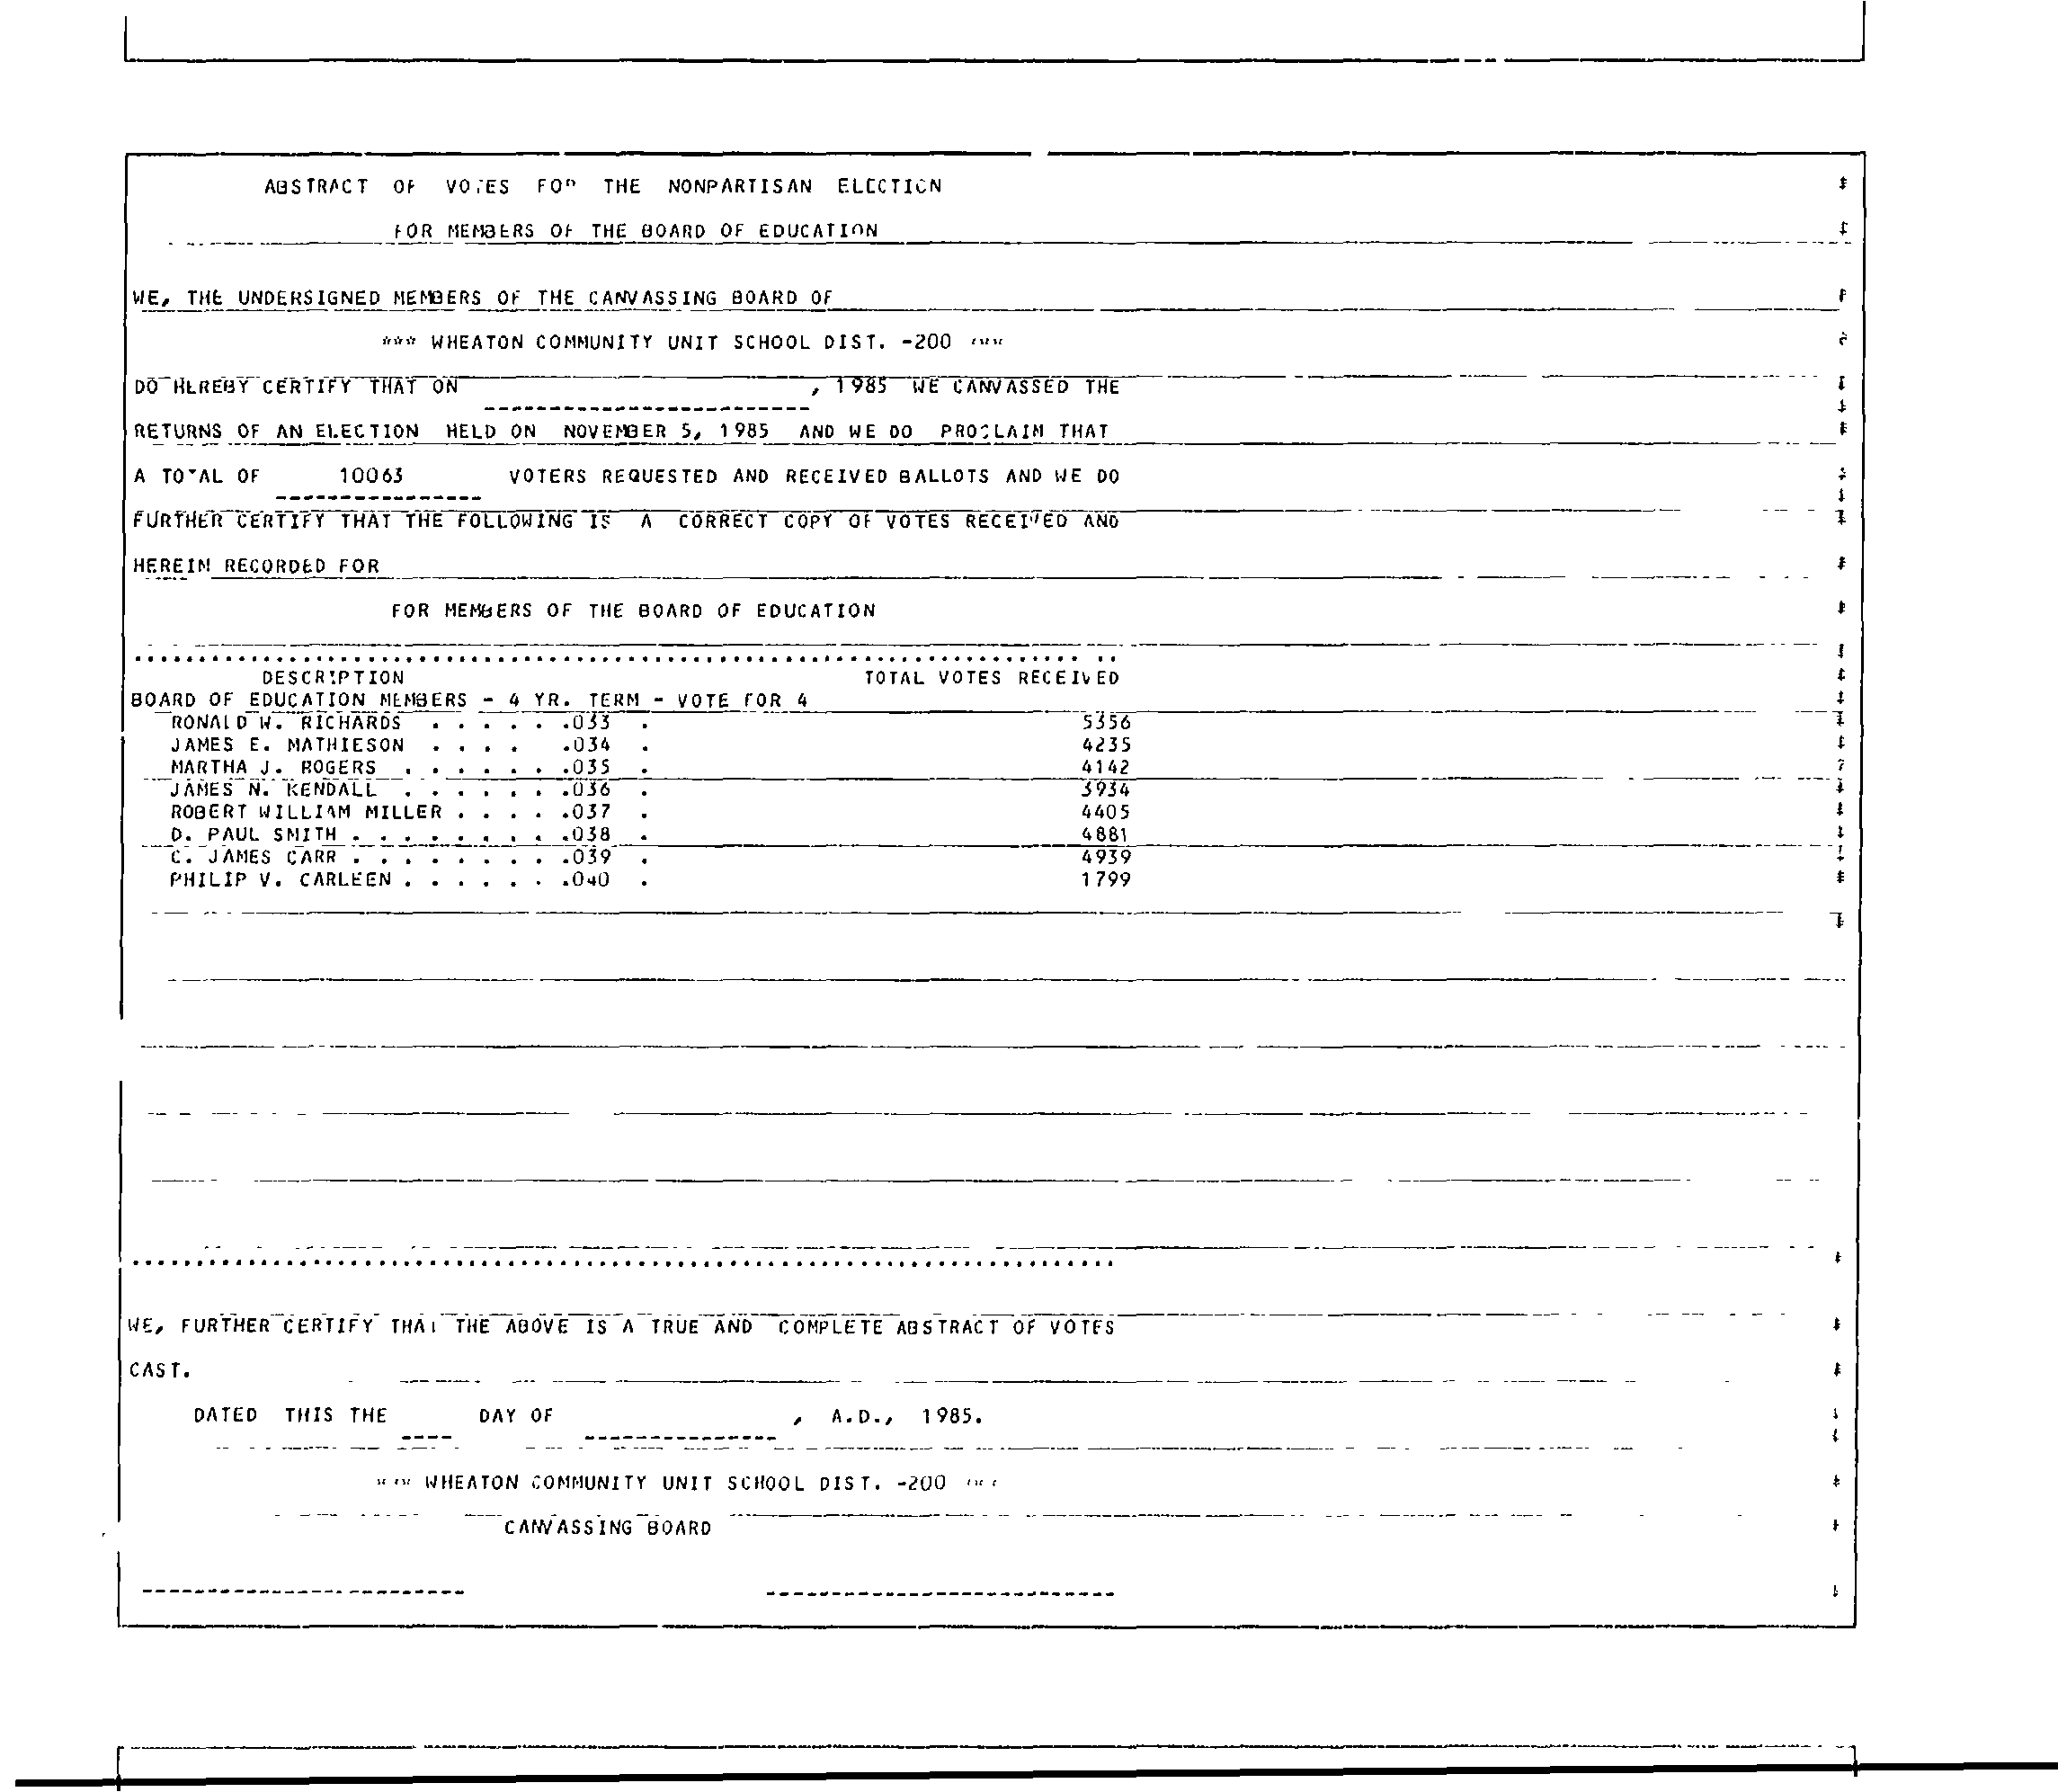 ABSTRACT OF VOTES FOR THE NONPARTISAN ELECTION
FOR MEMBERS OF THE BOARD OF EDUCATION
WE, THE UNDERSIGNED MEMBERS OF THE CANVASSING BOARD OF
*** WHEATON COMMUNITY UNIT SCHOOL DIST. -200 ***
DO HEREBY CERTIFY THAT ON , 1985 WE CANVASSED THE
RETURNS OF AN ELECTION HELD ON NOVEMBER 5, 1985 AND WE DO PROCLAIM THAT
A TOTAL OF 10063 VOTERS REQUESTED AND RECEIVED BALLOTS AND WE DO
FURTHER CERTIFY THAT THE FOLLOWING IS A CORRECT COPY OF VOTES RECEIVED AND
HEREIN RECORDED FOR
FOR MEMBERS OF THE BOARD OF EDUCATION
DESCRIPTION TOTAL VOTES RECEIVED
BOARD OF EDUCATION MEMBERS - 4 YR. TERM - VOTE FOR 4
RONALD W. RICHARDS . . . . . .033 . 5356
JAMES E. MATHIESON . . . . .034 . 4235
MARTHA J. ROGERS . . . . . . .035 . 4142
JAMES N. KENDALL . . . . . . .036 . 3934
ROBERT WILLIAM MILLER . . . . .037 . 4405
D. PAUL SMITH . . . . . . . . .038 . 4881
C. JAMES CARR . . . . . . . . .039 . 4939
PHILIP V. CARLEEN . . . . . . .040 . 1799
WE, FURTHER CERTIFY THAT THE ABOVE IS A TRUE AND COMPLETE ABSTRACT OF VOTES
CAST.
DATED THIS THE DAY OF , A.D., 1985.
*** WHEATON COMMUNITY UNIT SCHOOL DIST. -200 ***
CANVASSING BOARD